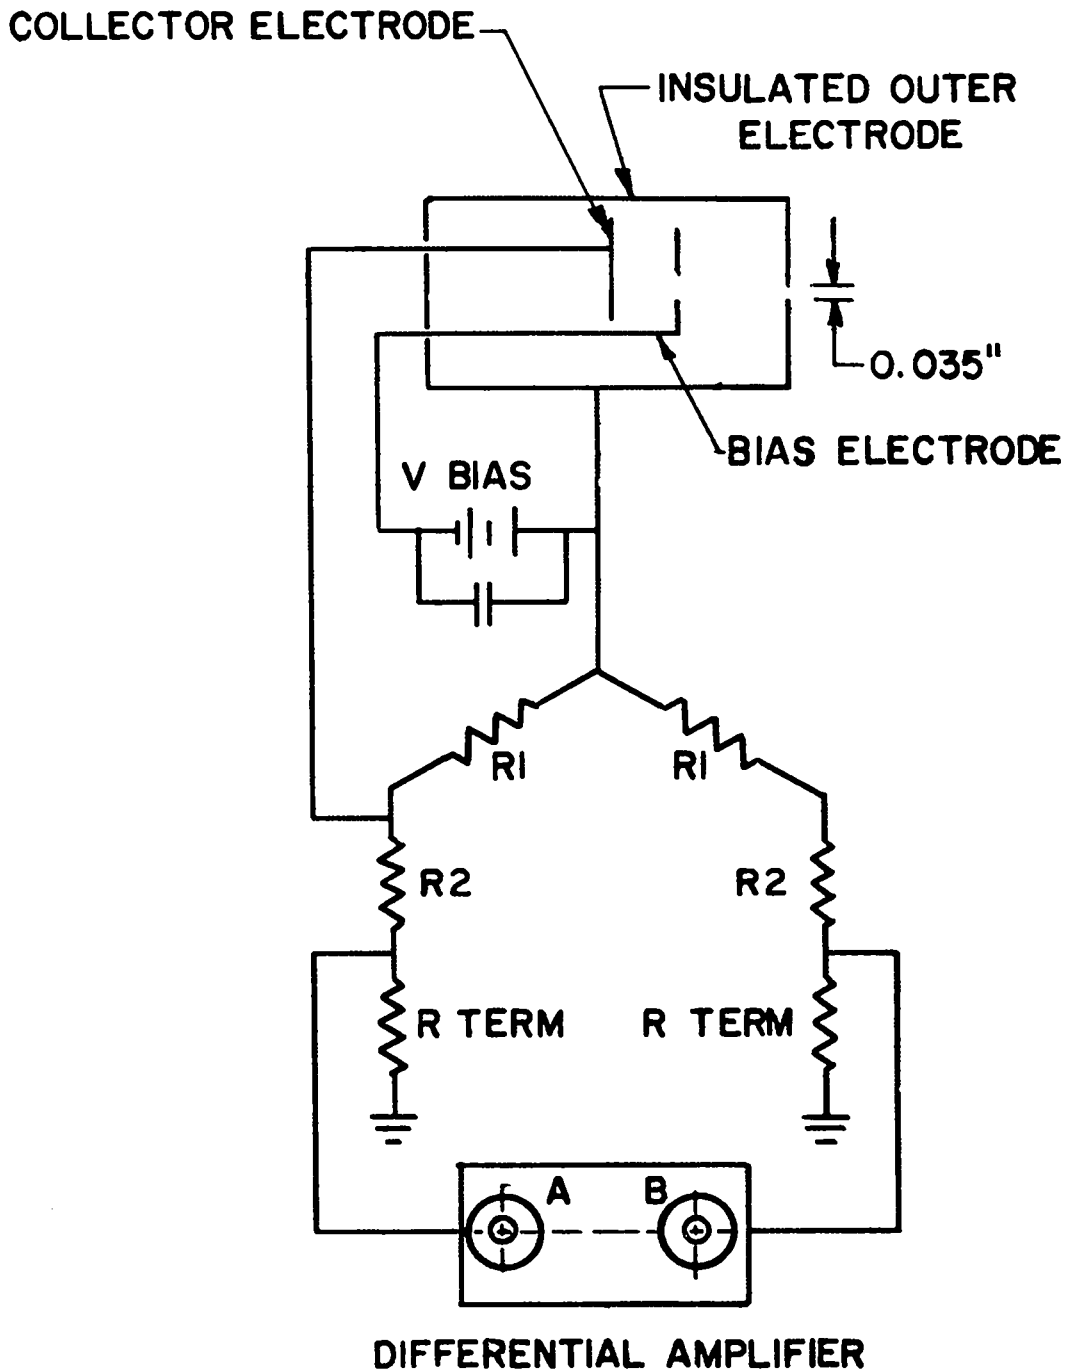 COLLECTOR ELECTRODE
INSULATED OUTER
ELECTRODE
0.035"
BIAS ELECTRODE
V BIAS
R1
R1
R2
R2
R TERM
R TERM
A
B
DIFFERENTIAL AMPLIFIER